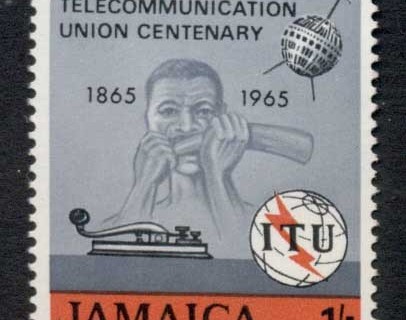 TELECOMMUNICATION
UNION CENTENARY
1865 1965
ITU
JAMAICA 1/-